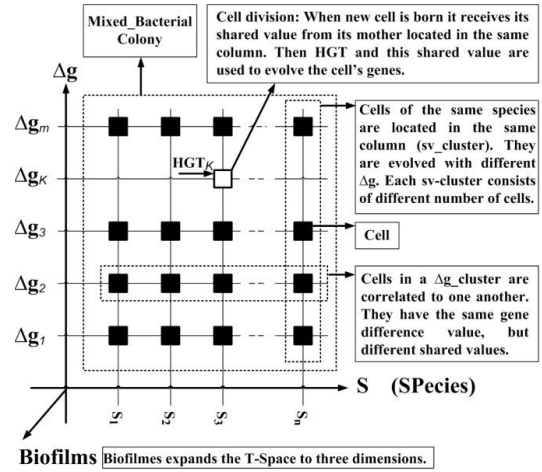 Mixed_Bacterial
Colony
Cell division: When new cell is born it receives its
shared value from its mother located in the same
column. Then HGT and this shared value are
used to evolve the cell's genes.
Δg
Δgm
ΔgK
Δg3
Δg2
Δg1
HGTK
Cells of the same species
are located in the same
column (sv_cluster). They
are evolved with different
Δg. Each sv-cluster consists
of different number of cells.
Cell
Cells in a Δg_cluster are
correlated to one another.
They have the same gene
difference value, but
different shared values.
S (SPecies)
S1
S2
S3
Sn
Biofilms
Biofilmes expands the T-Space to three dimensions.